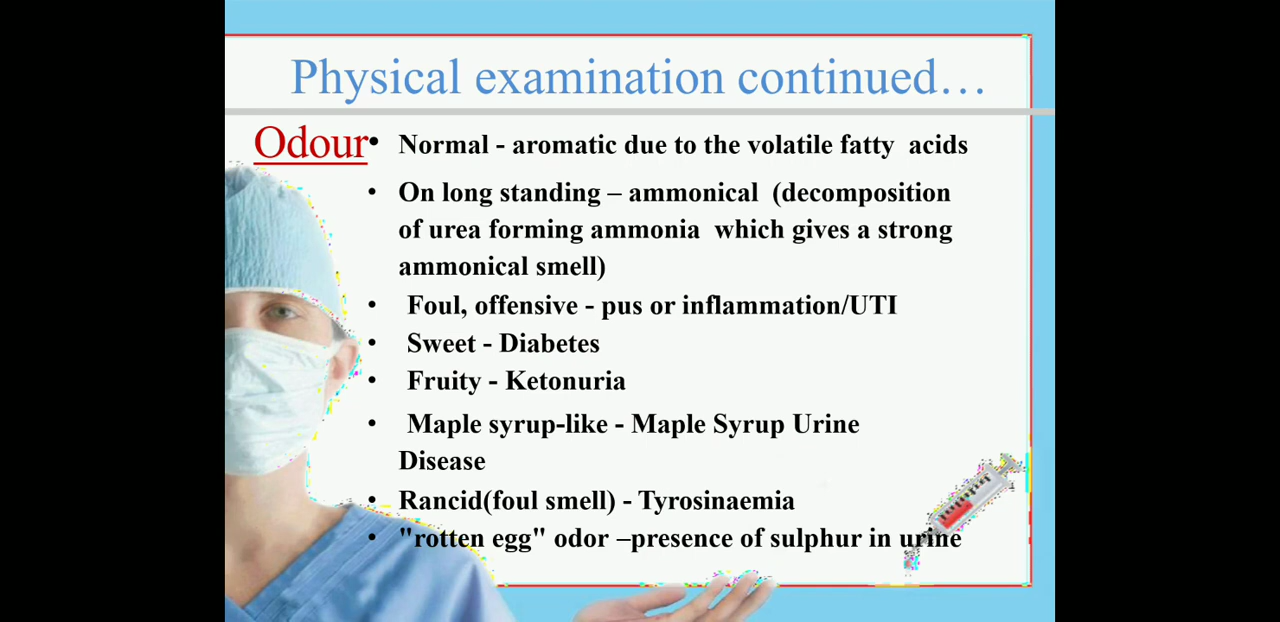 Physical examination continued…
Odour
• Normal - aromatic due to the volatile fatty acids
• On long standing – ammonical (decomposition
of urea forming ammonia which gives a strong
ammonical smell)
• Foul, offensive - pus or inflammation/UTI
• Sweet - Diabetes
• Fruity - Ketonuria
• Maple syrup-like - Maple Syrup Urine
Disease
• Rancid(foul smell) - Tyrosinaemia
• "rotten egg" odor –presence of sulphur in urine